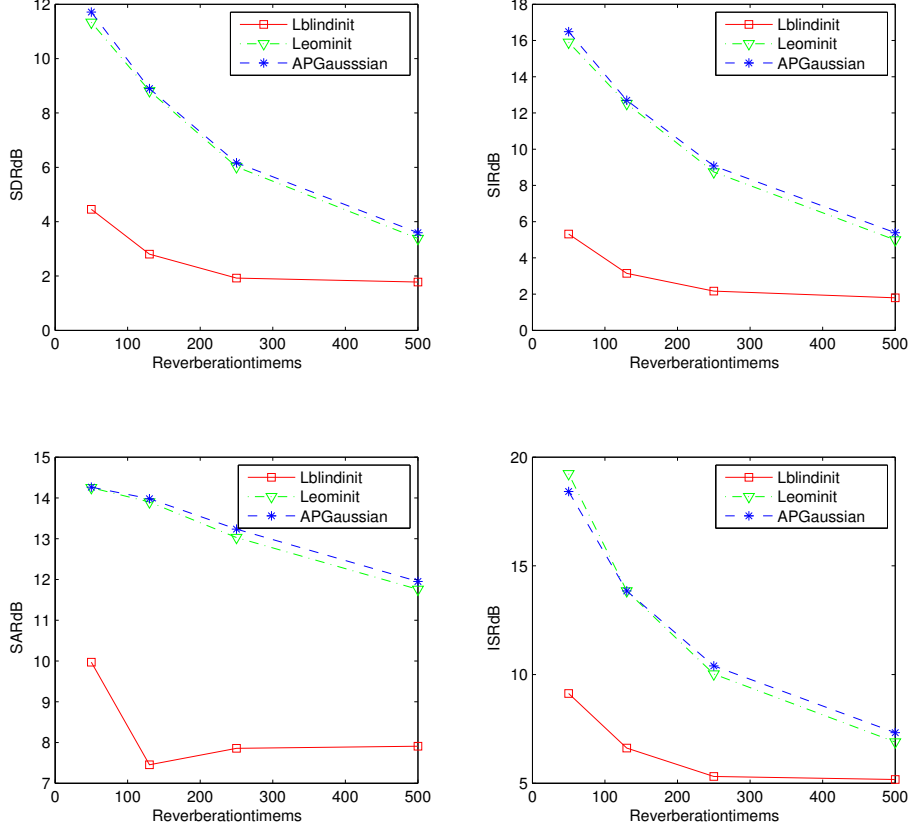 12
10
8
6
4
2
0
SDRdB
Lblindinit
Leominit
APGausssian
0 100 200 300 400 500
Reverberationtimems
18
16
14
12
10
8
6
4
2
0
SIRdB
Lblindinit
Leominit
APGaussian
0 100 200 300 400 500
Reverberationtimems
15
14
13
12
11
10
9
8
7
SARdB
Lblindinit
Leominit
APGaussian
0 100 200 300 400 500
Reverberationtimems
20
15
10
5
ISRdB
Lblindinit
Leominit
APGaussian
0 100 200 300 400 500
Reverberationtimems